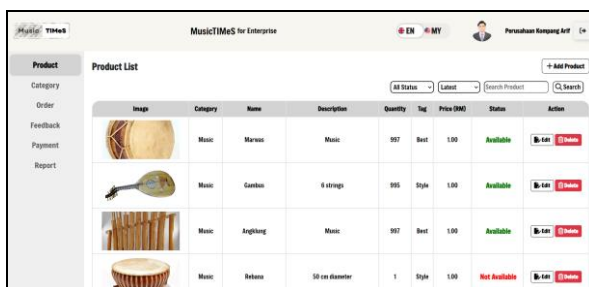 Music TIMeS
MusicTIMeS for Enterprise
EN MY
Perusahaan Kompang Arif
Product
Category
Order
Feedback
Payment
Report
Product List
+ Add Product
All Status
Latest
Search Product
Search
Image Category Name Description Quantity Tag Price (RM) Status Action
Music Marwas Music 997 Best 1.00 Available Edit Delete
Music Gambus 6 strings 995 Style 1.00 Available Edit Delete
Music Angklung Music 997 Best 1.00 Available Edit Delete
Music Rebana 50 cm diameter 1 Style 1.00 Not Available Edit Delete